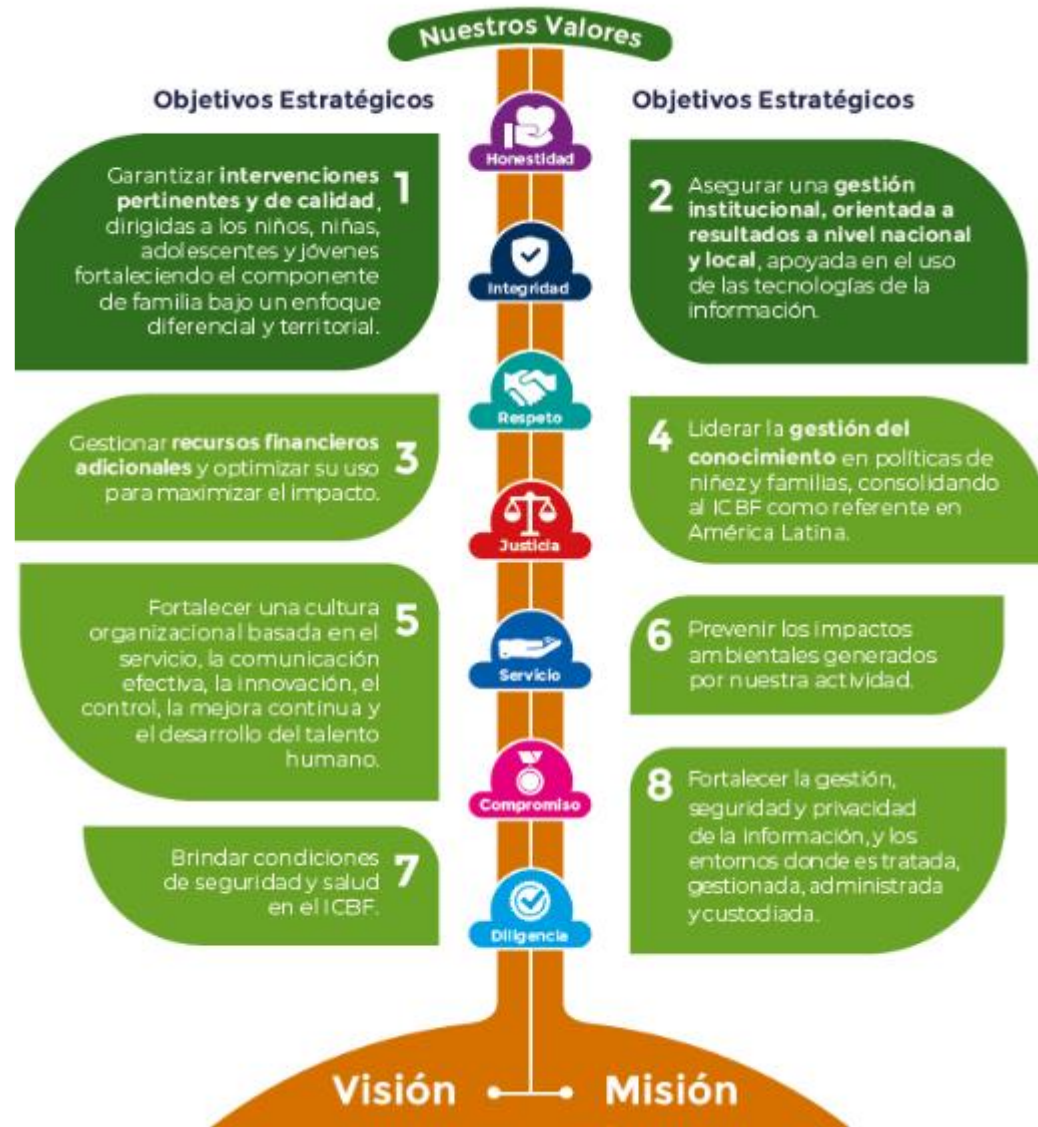 Nuestros Valores
Objetivos Estratégicos
Objetivos Estratégicos
Honestidad
1
Garantizar intervenciones
pertinentes y de calidad,
dirigidas a los niños, niñas,
adolescentes y jóvenes
fortaleciendo el componente
de familia bajo un enfoque
diferencial y territorial.
2
Asegurar una gestión
institucional, orientada a
resultados a nivel nacional
y local, apoyada en el uso
de las tecnologías de la
información.
Integridad
Respeto
3
Gestionar recursos financieros
adicionales y optimizar su uso
para maximizar el impacto.
4
Liderar la gestión del
conocimiento en políticas de
niñez y familias, consolidando
al ICBF como referente en
América Latina.
Justicia
5
Fortalecer una cultura
organizacional basada en el
servicio, la comunicación
efectiva, la innovación, el
control, la mejora continua y
el desarrollo del talento
humano.
6
Prevenir los impactos
ambientales generados
por nuestra actividad.
Servicio
Compromiso
7
Brindar condiciones
de seguridad y salud
en el ICBF.
8
Fortalecer la gestión,
seguridad y privacidad
de la información, y los
entornos donde es tratada,
gestionada, administrada
y custodiada.
Diligencia
Visión
Misión